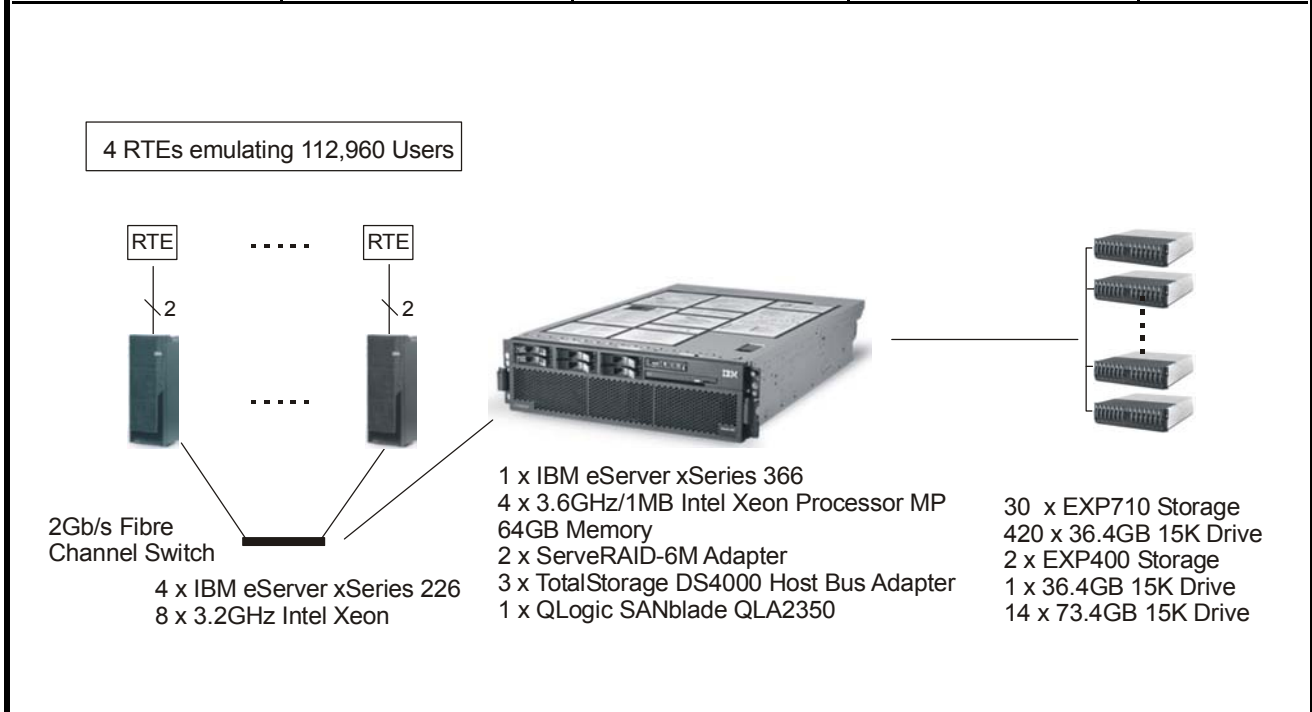 4 RTEs emulating 112,960 Users
RTE
RTE
2
2
IBM
2Gb/s Fibre
Channel Switch
4 x IBM eServer xSeries 226
8 x 3.2GHz Intel Xeon
1 x IBM eServer xSeries 366
4 x 3.6GHz/1MB Intel Xeon Processor MP
64GB Memory
2 x ServeRAID-6M Adapter
3 x TotalStorage DS4000 Host Bus Adapter
1 x QLogic SANblade QLA2350
30 x EXP710 Storage
420 x 36.4GB 15K Drive
2 x EXP400 Storage
1 x 36.4GB 15K Drive
14 x 73.4GB 15K Drive